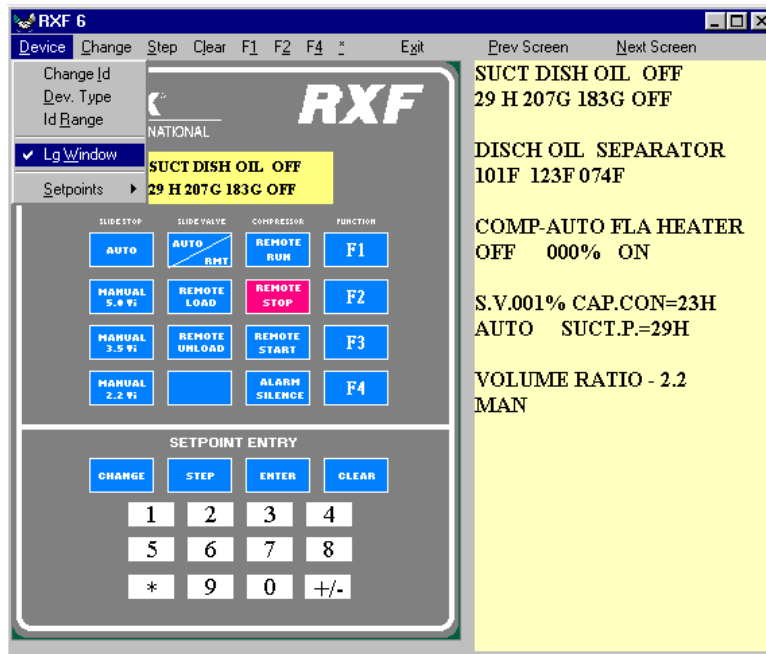 RXF 6
Device Change Step Clear F1 F2 F4 * Exit Prev Screen Next Screen
Change Id
Dev. Type
Id Range
Lg Window
Setpoints
K
RXF
NATIONAL
SUCT DISH OIL OFF
29 H 207G 183G OFF
SLIDE STOP SLIDE VALVE COMPRESSOR FUNCTION
AUTO AUTO RMT REMOTE RUN F1
MANUAL 5.0 Vi REMOTE LOAD REMOTE STOP F2
MANUAL 3.5 Vi REMOTE UNLOAD REMOTE START F3
MANUAL 2.2 Vi ALARM SILENCE F4
SETPOINT ENTRY
CHANGE STEP ENTER CLEAR
1 2 3 4
5 6 7 8
* 9 0 +/-
SUCT DISH OIL OFF
29 H 207G 183G OFF
DISCH OIL SEPARATOR
101F 123F 074F
COMP-AUTO FLA HEATER
OFF 000% ON
S.V.001% CAP.CON=23H
AUTO SUCT.P.=29H
VOLUME RATIO - 2.2
MAN